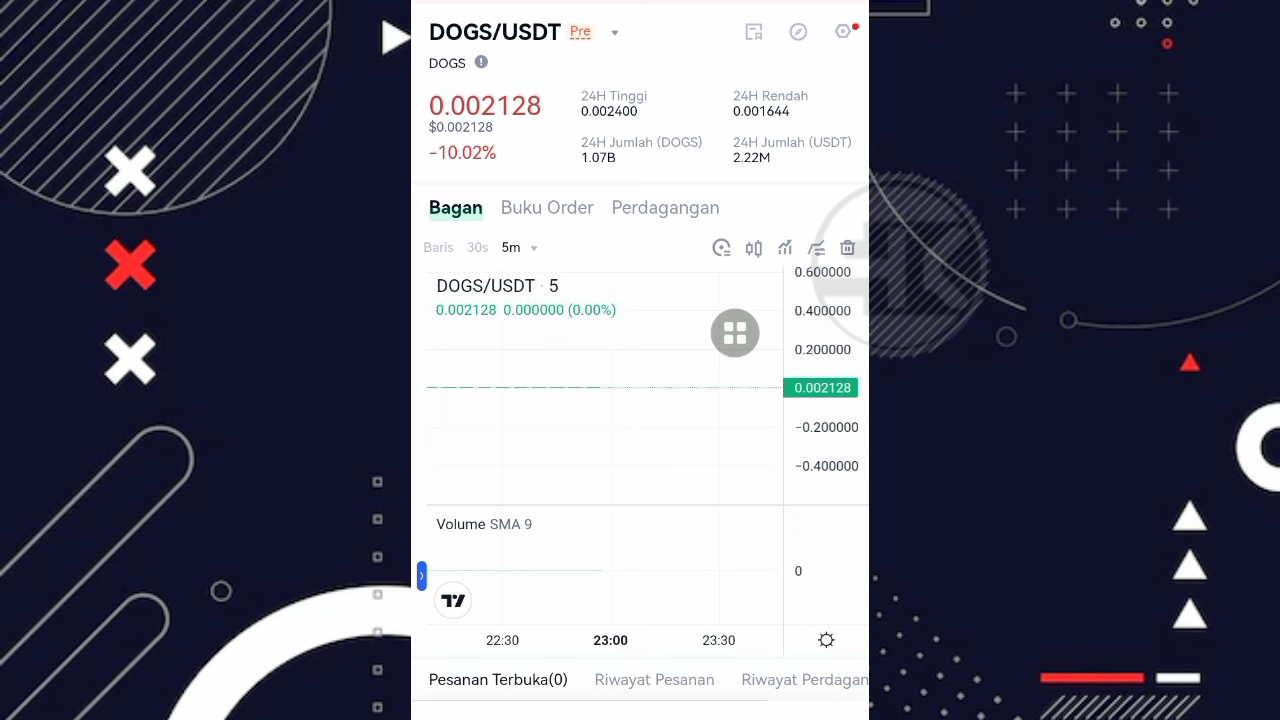 DOGS/USDT Pre
DOGS
0.002128
$0.002128
−10.02%
24H Tinggi
0.002400
24H Rendah
0.001644
24H Jumlah (DOGS)
1.07B
24H Jumlah (USDT)
2.22M
Bagan Buku Order Perdagangan
Baris 30s 5m
DOGS/USDT · 5
0.002128 0.000000 (0.00%)
0.600000
0.400000
0.200000
0.002128
−0.200000
−0.400000
Volume SMA 9
0
22:30 23:00 23:30
Pesanan Terbuka(0) Riwayat Pesanan Riwayat Perdagan